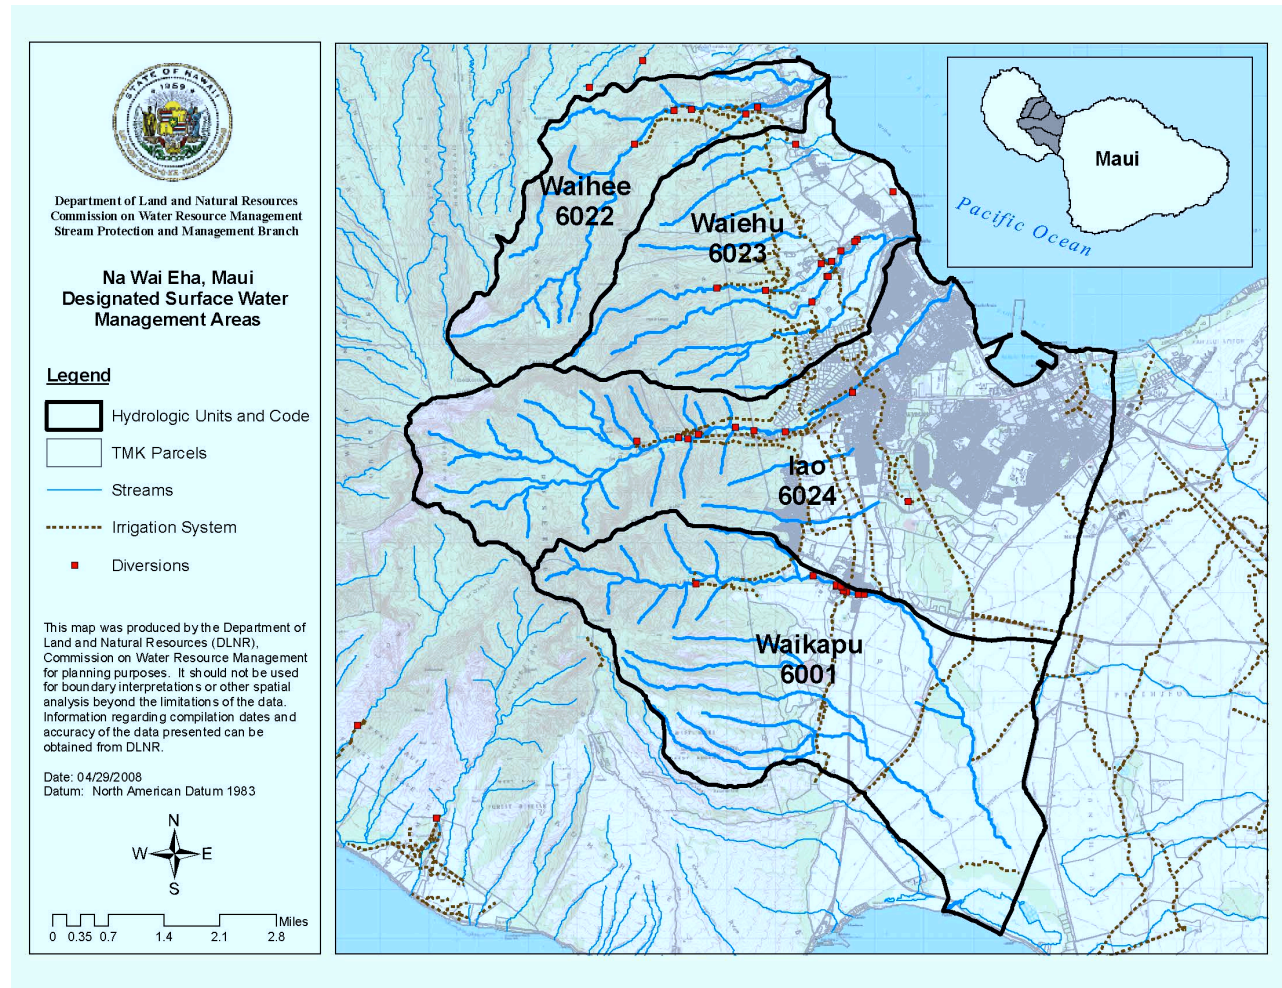 STATE OF HAWAII
1959
Department of Land and Natural Resources
Commission on Water Resource Management
Stream Protection and Management Branch
Na Wai Eha, Maui
Designated Surface Water
Management Areas
Legend
Hydrologic Units and Code
TMK Parcels
Streams
Irrigation System
Diversions
This map was produced by the Department of
Land and Natural Resources (DLNR),
Commission on Water Resource Management
for planning purposes. It should not be used
for boundary interpretations or other spatial
analysis beyond the limitations of the data.
Information regarding compilation dates and
accuracy of the data presented can be
obtained from DLNR.
Date: 04/29/2008
Datum: North American Datum 1983
N
W E
S
Miles
0 0.35 0.7 1.4 2.1 2.8
Waihee
6022
Waiehu
6023
Iao
6024
Waikapu
6001
Maui
Pacific Ocean